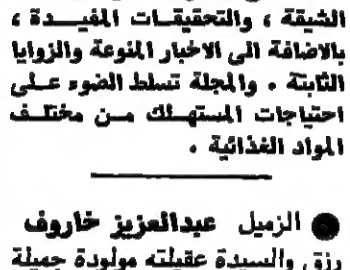 الشيقة ، والتحقيقات المفيدة ،
بالاضافة الى الاخبار المنوعة والزوايا
الثابتة . والمجلة تسلط الضوء على
احتياجات المستهلك من مختلف
المواد الغذائية .
الزميل عبدالعزيز خاروف
رزق والسيدة عقيلته مولودة جميلة